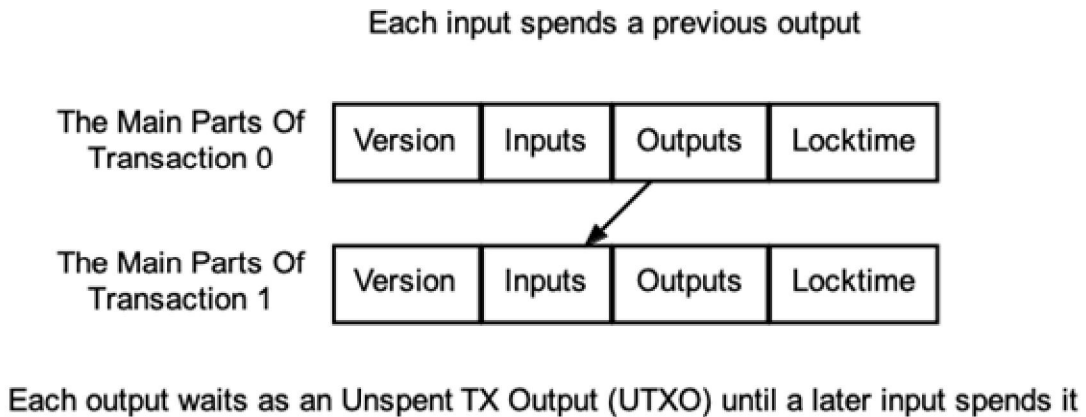 Each input spends a previous output
The Main Parts Of
Transaction 0
Version Inputs Outputs Locktime
The Main Parts Of
Transaction 1
Version Inputs Outputs Locktime
Each output waits as an Unspent TX Output (UTXO) until a later input spends it